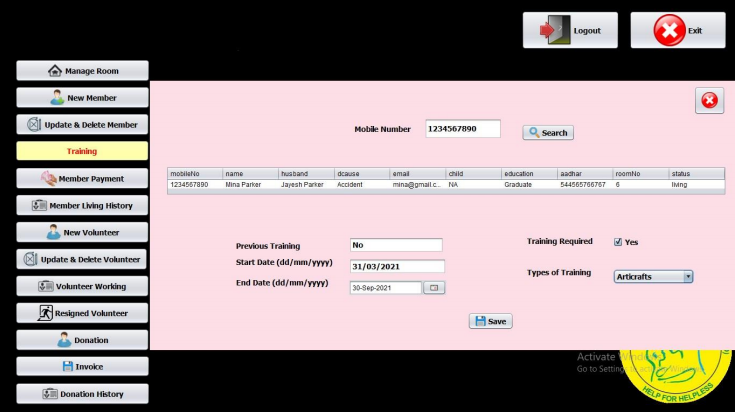 Logout
Exit
Manage Room
New Member
Update & Delete Member
Training
Member Payment
Member Living History
New Volunteer
Update & Delete Volunteer
Volunteer Working
Resigned Volunteer
Donation
Invoice
Donation History
Mobile Number 1234567890 Search
mobileNo name husband dcause email child education aadhar roomNo status
1234567890 Mina Parker Jayesh Parker Accident mina@gmail.c... NA Graduate 544565766767 6 living
Previous Training No
Training Required Yes
Start Date (dd/mm/yyyy) 31/03/2021
Types of Training Articrafts
End Date (dd/mm/yyyy) 30-Sep-2021
Save
Activate
Go to Setting
HELP FOR HELPLESS